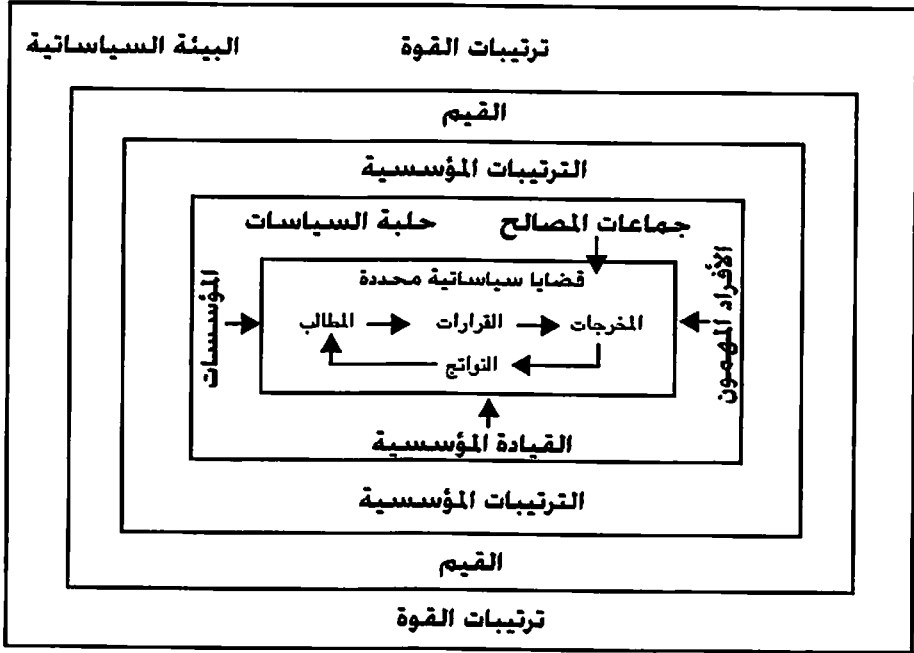 البيئة السياساتية
ترتيبات القوة
القيم
الترتيبات المؤسسية
جماعات المصالح
حلبة السياسات
الأفراد المهمون
قضايا سياساتية محددة
المطالب
القرارات
المخرجات
النواتج
المؤسسات
القيادة المؤسسية
الترتيبات المؤسسية
القيم
ترتيبات القوة